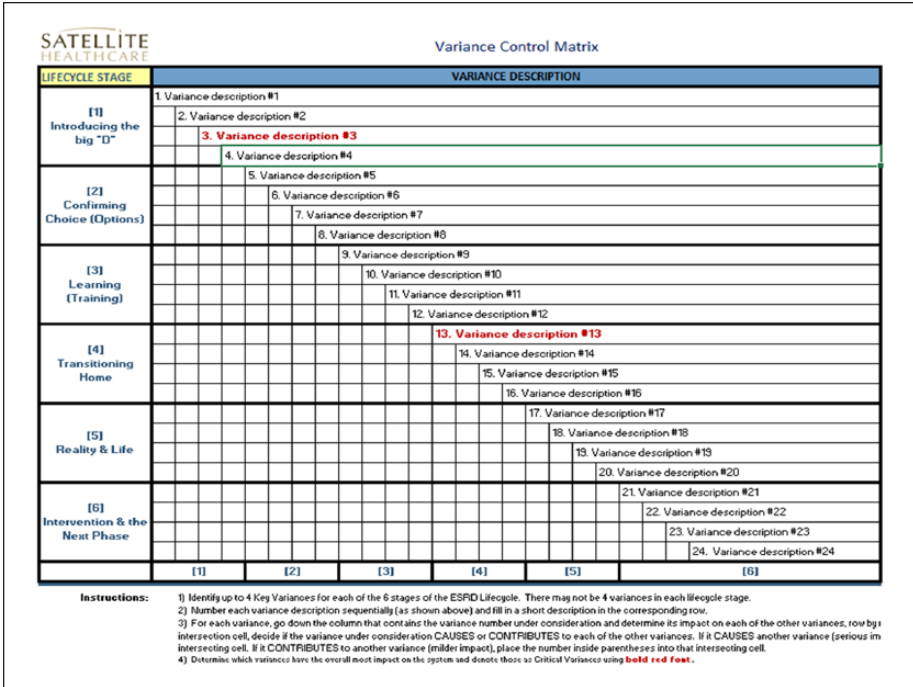 SATELLITE
HEALTHCARE
Variance Control Matrix
LIFECYCLE STAGE
VARIANCE DESCRIPTION
[1]
Introducing the
big "D"
1. Variance description #1
2. Variance description #2
3. Variance description #3
4. Variance description #4
[2]
Confirming
Choice (Options)
5. Variance description #5
6. Variance description #6
7. Variance description #7
8. Variance description #8
[3]
Learning
(Training)
9. Variance description #9
10. Variance description #10
11. Variance description #11
12. Variance description #12
[4]
Transitioning
Home
13. Variance description #13
14. Variance description #14
15. Variance description #15
16. Variance description #16
[5]
Reality & Life
17. Variance description #17
18. Variance description #18
19. Variance description #19
20. Variance description #20
[6]
Intervention & the
Next Phase
21. Variance description #21
22. Variance description #22
23. Variance description #23
24. Variance description #24
[1] [2] [3] [4] [5] [6]
Instructions:
1) Identify up to 4 Key Variances for each of the 6 stages of the ESRD Lifecycle. There may not be 4 variances in each lifecycle stage.
2) Number each variance description sequentially (as shown above) and fill in a short description in the corresponding row.
3) For each variance, go down the column that contains the variance number under consideration and determine its impact on each of the other variances, row by
intersection cell, decide if the variance under consideration CAUSES or CONTRIBUTES to each of the other variances. If it CAUSES another variance (serious
intersecting cell. If it CONTRIBUTES to another variance (milder impact), place the number inside parentheses into that intersecting cell.
4) Determine which variances have the overall most impact on the system and denote those as Critical Variances using bold red font.